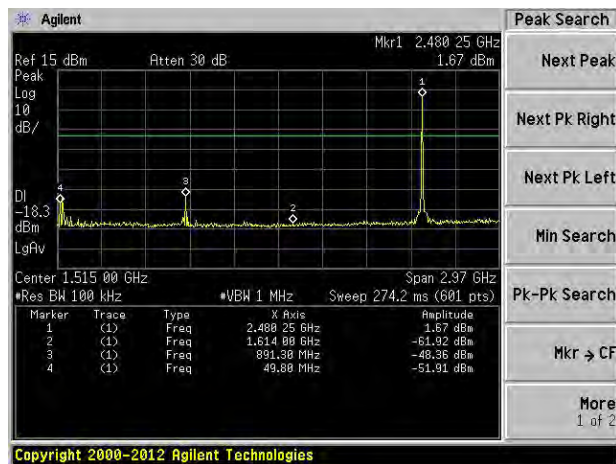 Agilent
Peak Search
Mkr1 2.480 25 GHz
Ref 15 dBm Atten 30 dB 1.67 dBm
Peak
Log
10
dB/
1
3
4
2
DI
-18.3
dBm
LgAv
Center 1.515 00 GHz Span 2.97 GHz
#Res BW 100 kHz #VBW 1 MHz Sweep 274.2 ms (601 pts)
Marker Trace Type X Axis Amplitude
1 (1) Freq 2.480 25 GHz 1.67 dBm
2 (1) Freq 1.614 00 GHz -61.92 dBm
3 (1) Freq 891.30 MHz -48.36 dBm
4 (1) Freq 49.80 MHz -51.91 dBm
Next Peak
Next Pk Right
Next Pk Left
Min Search
Pk-Pk Search
Mkr → CF
More
1 of 2
Copyright 2000-2012 Agilent Technologies